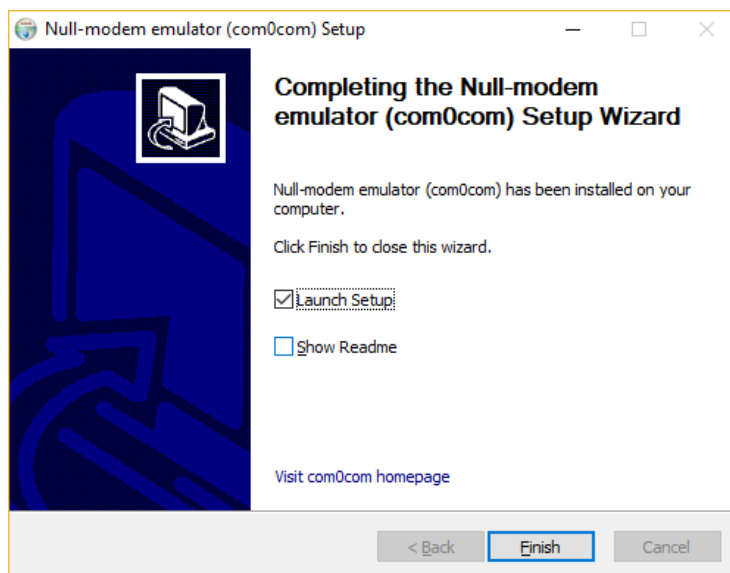 Null-modem emulator (com0com) Setup
Completing the Null-modem
emulator (com0com) Setup Wizard
Null-modem emulator (com0com) has been installed on your
computer.
Click Finish to close this wizard.
Launch Setup
Show Readme
Visit com0com homepage
< Back
Finish
Cancel